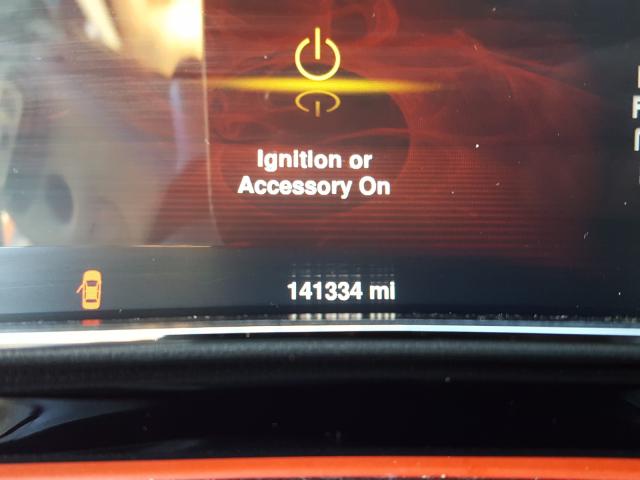 Ignition or
Accessory On
141334 mi